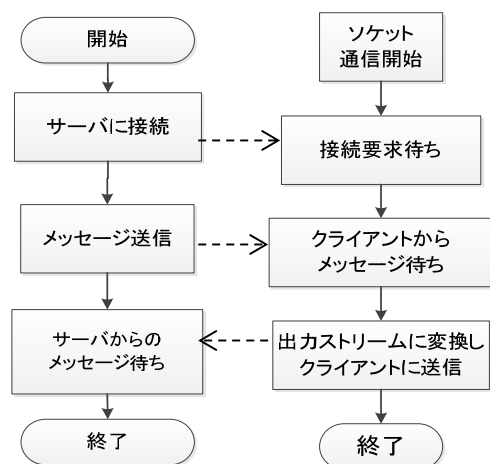 開始
サーバに接続
メッセージ送信
サーバからの
メッセージ待ち
終了
ソケット
通信開始
接続要求待ち
クライアントから
メッセージ待ち
出力ストリームに変換し
クライアントに送信
終了